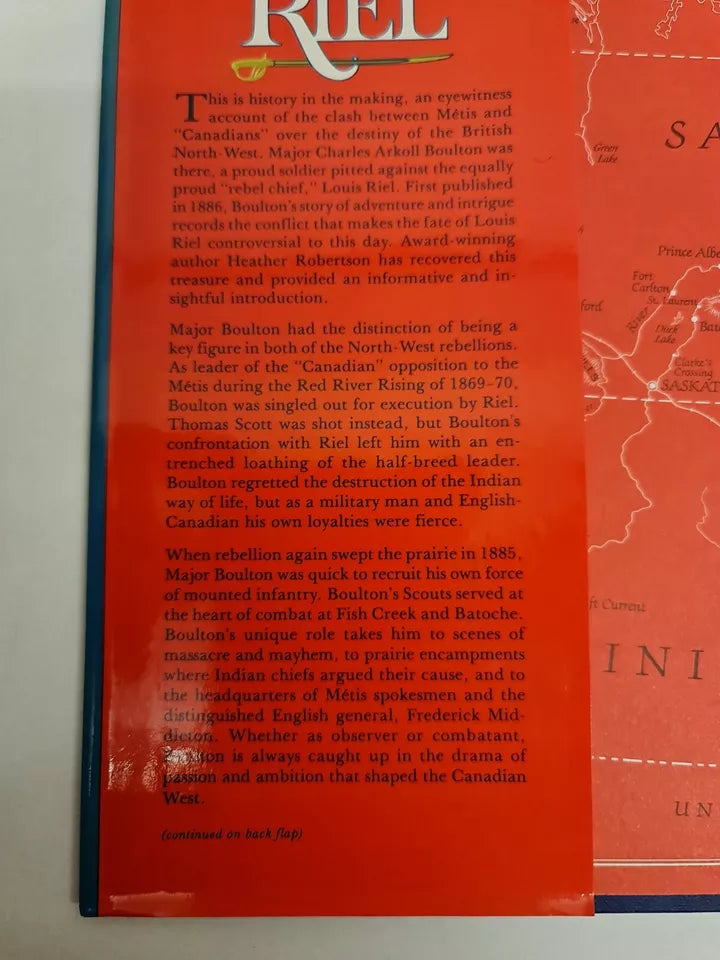 RIEL
This is history in the making, an eyewitness
account of the clash between Métis and
"Canadians" over the destiny of the British
North-West. Major Charles Arkoll Boulton was
there, a proud soldier pitted against the equally
proud "rebel chief," Louis Riel. First published
in 1886, Boulton's story of adventure and intrigue
records the conflict that makes the fate of Louis
Riel controversial to this day. Award-winning
author Heather Robertson has recovered this
treasure and provided an informative and in-
sightful introduction.
Major Boulton had the distinction of being a
key figure in both of the North-West rebellions.
As leader of the "Canadian" opposition to the
Métis during the Red River Rising of 1869-70,
Boulton was singled out for execution by Riel.
Thomas Scott was shot instead, but Boulton's
confrontation with Riel left him with an en-
trenched loathing of the half-breed leader.
Boulton regretted the destruction of the Indian
way of life, but as a military man and English-
Canadian his own loyalties were fierce.
When rebellion again swept the prairie in 1885,
Major Boulton was quick to recruit his own force
of mounted infantry. Boulton's Scouts served at
the heart of combat at Fish Creek and Batoche.
Boulton's unique role takes him to scenes of
massacre and mayhem, to prairie encampments
where Indian chiefs argued their cause, and to
the headquarters of Métis spokesmen and the
distinguished English general, Frederick Mid-
dleton. Whether as observer or combatant,
Boulton is always caught up in the drama of
passion and ambition that shaped the Canadian
West.
(continued on back flap)
Green
Lake
SA
Prince Albe
Fort
Carlton
St. Laurent
River
Duck
Lake
Bat
ford
Clarke's
Crossing
SASKAT
ft Current
INI
UN